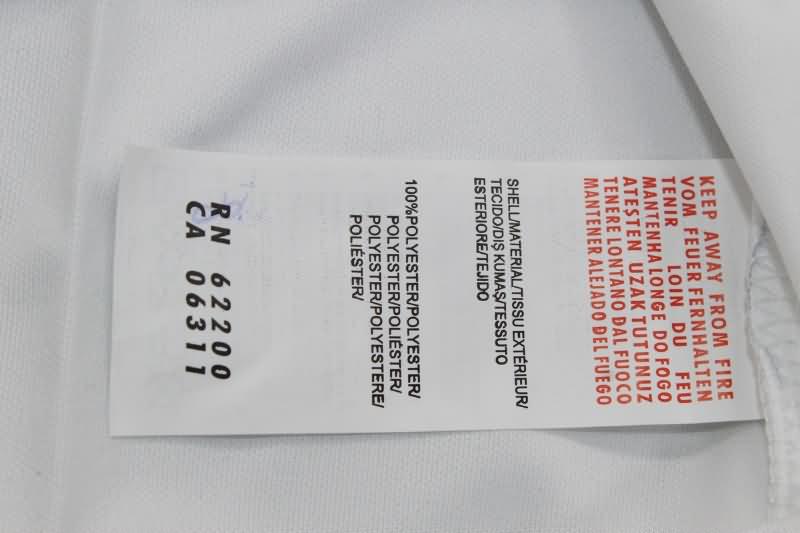 KEEP AWAY FROM FIRE
VOM FEUER FERNHALTEN
TENIR LOIN DU FEU
MANTENHA LONGE DO FOGO
ATEŞTEN UZAK TUTUNUZ
TENERE LONTANO DAL FUOCO
MANTENER ALEJADO DEL FUEGO
SHELL/MATERIAL/TISSU EXTÉRIEUR/
TECIDO/DIŞ KUMAŞ/TESSUTO
ESTERIORE/TEJIDO
100%POLYESTER/POLYESTER/
POLYESTER/POLIÉSTER/
POLYESTER/POLYESTERE/
POLIÉSTER/
RN 62200
CA 06311